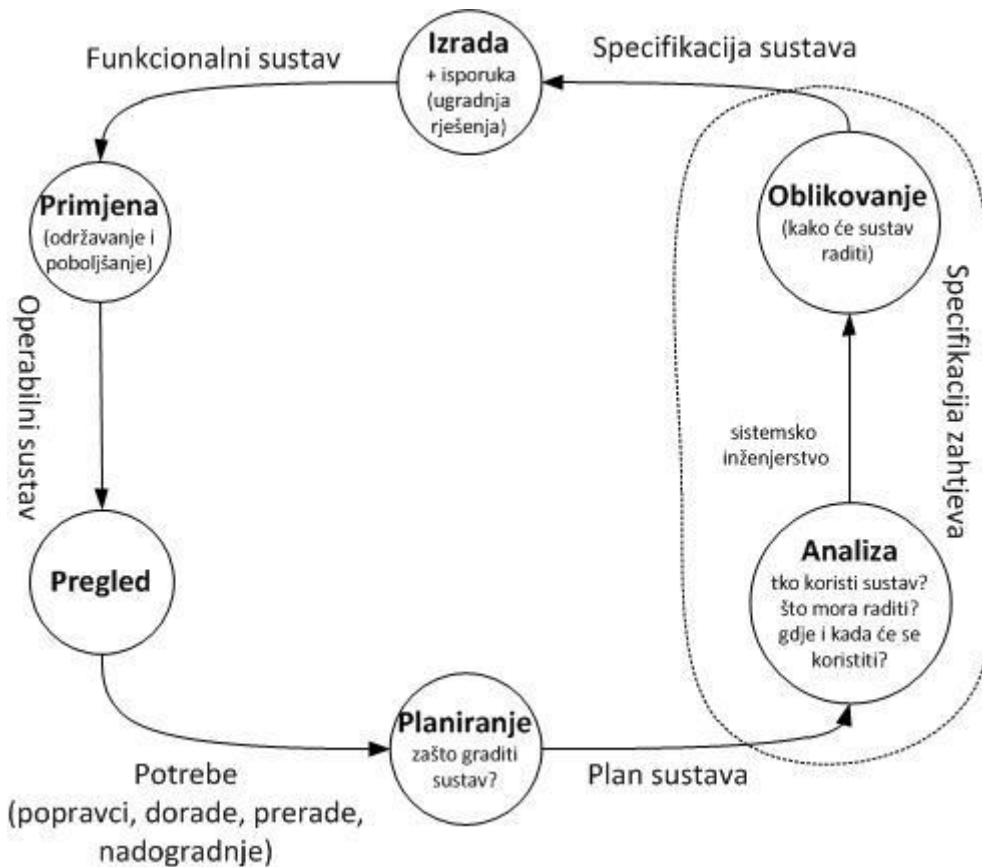 Izrada
+ isporuka
(ugradnja
rješenja)
Specifikacija sustava
Funkcionalni sustav
Primjena
(održavanje i
poboljšanje)
Oblikovanje
(kako će sustav
raditi)
Operabilni sustav
Specifikacija zahtjeva
sistemsko
inženjerstvo
Pregled
Analiza
tko koristi sustav?
što mora raditi?
gdje i kada će se
koristiti?
Planiranje
zašto graditi
sustav?
Potrebe
(popravci, dorade, prerade,
nadogradnje)
Plan sustava